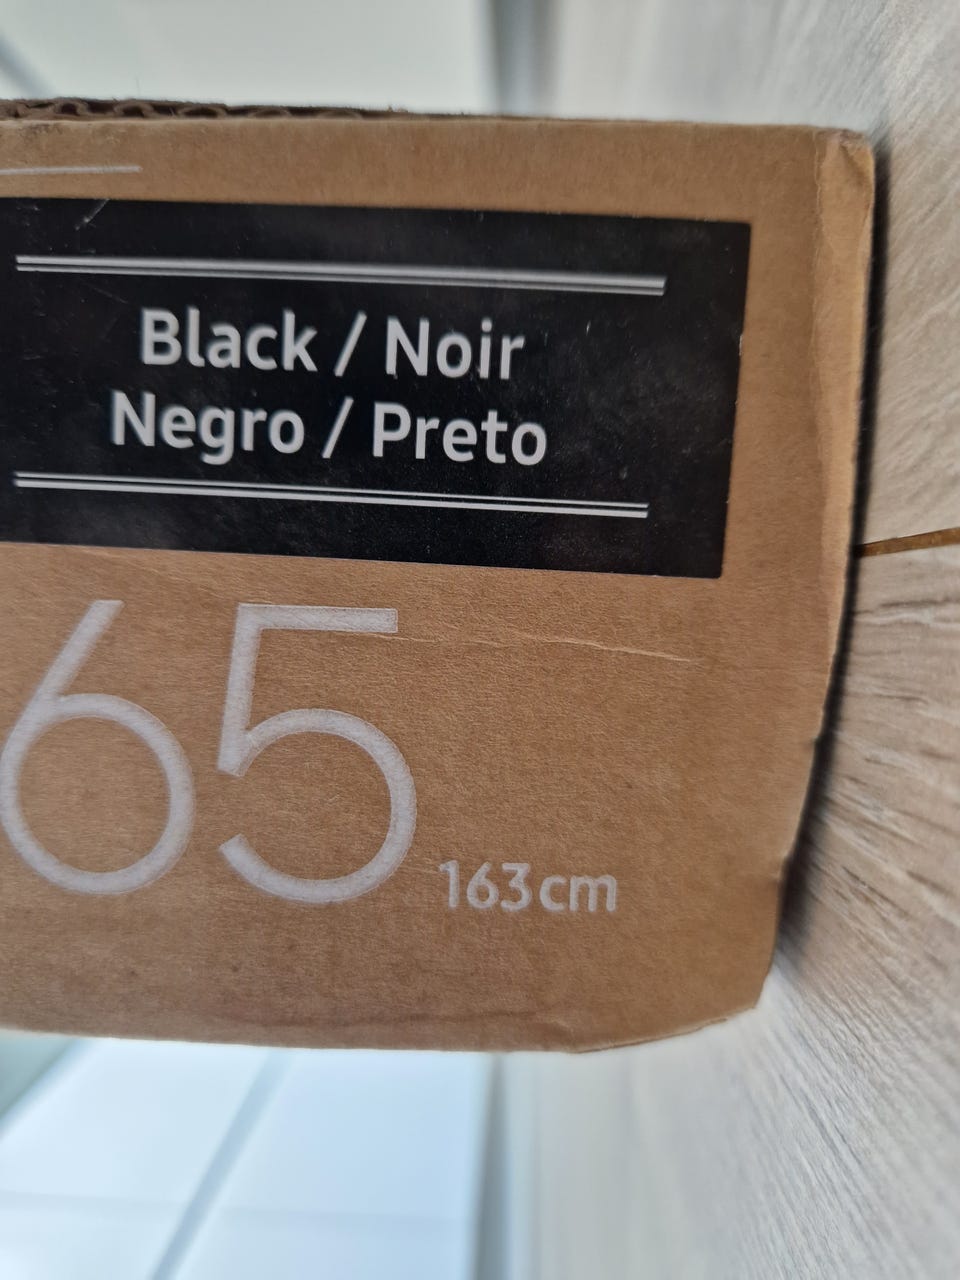 Black / Noir
Negro / Preto
65
163cm